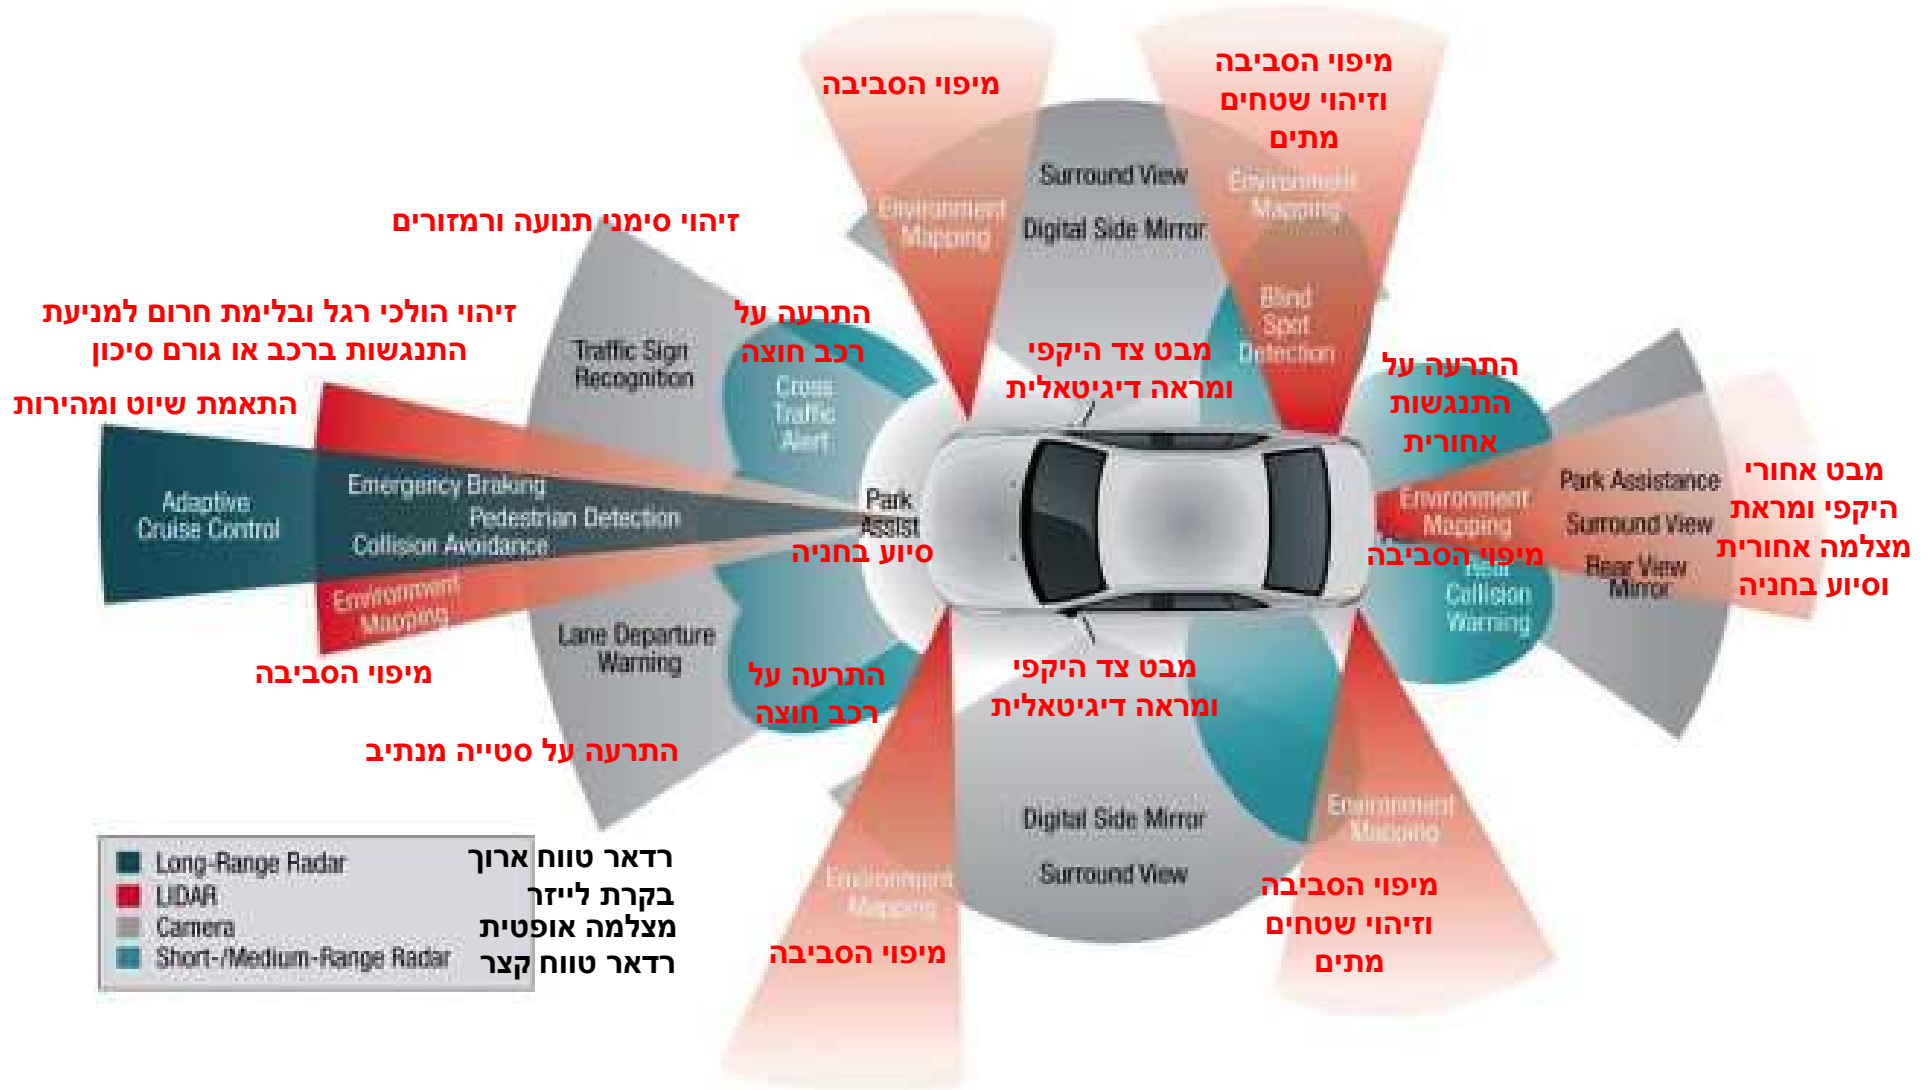 מיפוי הסביבה
Environment
Mapping
Surround View
Digital Side Mirror
מיפוי הסביבה
וזיהוי שטחים
מתים
Environment
Mapping
Blind
Spot
Detection
זיהוי סימני תנועה ורמזורים
Traffic Sign
Recognition
זיהוי הולכי רגל ובלימת חרום למניעת
התנגשות ברכב או גורם סיכון
התאמת שיוט ומהירות
Adaptive
Cruise Control
Emergency Braking
Pedestrian Detection
Collision Avoidance
Environment
Mapping
מיפוי הסביבה
התרעה על
רכב חוצה
Cross
Traffic
Alert
Park
Assist
סיוע בחניה
מבט צד היקפי
ומראה דיגיטאלית
התרעה על
התנגשות
אחורית
Environment
Mapping
מיפוי הסביבה
Rear
Collision
Warning
Park Assistance
Surround View
Rear View
Mirror
מבט אחורי
היקפי ומראת
מצלמה אחורית
וסיוע בחניה
Lane Departure
Warning
התרעה על סטייה מנתיב
התרעה על
רכב חוצה
מבט צד היקפי
ומראה דיגיטאלית
Digital Side Mirror
Surround View
Environment
Mapping
מיפוי הסביבה
Environment
Mapping
מיפוי הסביבה
וזיהוי שטחים
מתים
Long-Range Radar רדאר טווח ארוך
LIDAR בקרת לייזר
Camera מצלמה אופטית
Short-/Medium-Range Radar רדאר טווח קצר